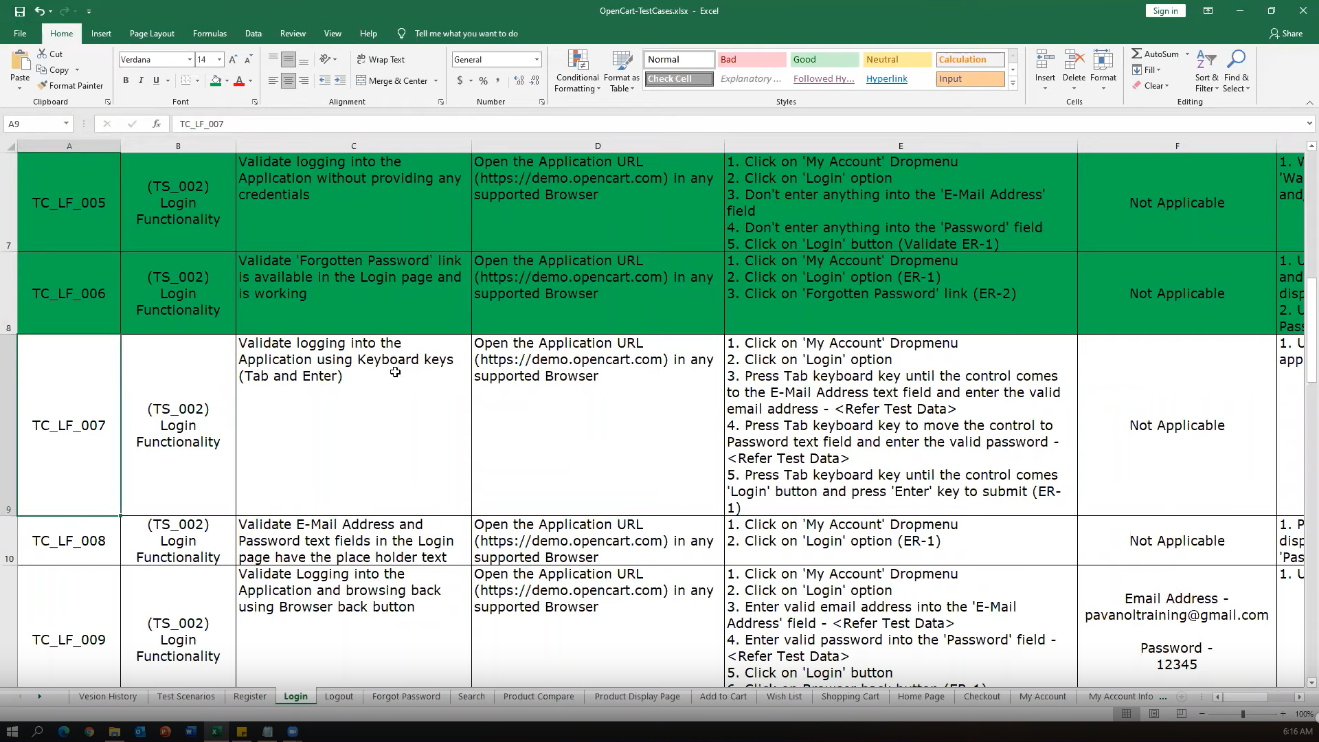 OpenCart-TestCases.xlsx - Excel
Sign in
File Home Insert Page Layout Formulas Data Review View Help Tell me what you want to do Share
Paste
Cut
Copy
Format Painter
Clipboard
Verdana 14
B I U
Font
Wrap Text
Merge & Center
Alignment
General
$ % ,
Number
Conditional Formatting
Format as Table
Normal Bad Good Neutral Calculation
Check Cell Explanatory ... Followed Hy... Hyperlink Input
Styles
Insert Delete Format
Cells
AutoSum
Fill
Clear
Sort & Filter
Find & Select
Editing
A9 fx TC_LF_007
A B C D E F
7
TC_LF_005
(TS_002)
Login
Functionality
Validate logging into the
Application without providing any
credentials
Open the Application URL
(https://demo.opencart.com) in any
supported Browser
1. Click on 'My Account' Dropmenu
2. Click on 'Login' option
3. Don't enter anything into the 'E-Mail Address'
field
4. Don't enter anything into the 'Password' field
5. Click on 'Login' button (Validate ER-1)
Not Applicable
8
TC_LF_006
(TS_002)
Login
Functionality
Validate 'Forgotten Password' link
is available in the Login page and
is working
Open the Application URL
(https://demo.opencart.com) in any
supported Browser
1. Click on 'My Account' Dropmenu
2. Click on 'Login' option (ER-1)
3. Click on 'Forgotten Password' link (ER-2)
Not Applicable
9
TC_LF_007
(TS_002)
Login
Functionality
Validate logging into the
Application using Keyboard keys
(Tab and Enter)
Open the Application URL
(https://demo.opencart.com) in any
supported Browser
1. Click on 'My Account' Dropmenu
2. Click on 'Login' option
3. Press Tab keyboard key until the control comes
to the E-Mail Address text field and enter the valid
email address - <Refer Test Data>
4. Press Tab keyboard key to move the control to
Password text field and enter the valid password -
<Refer Test Data>
5. Press Tab keyboard key until the control comes
'Login' button and press 'Enter' key to submit (ER-
1)
Not Applicable
10
TC_LF_008
(TS_002)
Login
Functionality
Validate E-Mail Address and
Password text fields in the Login
page have the place holder text
Open the Application URL
(https://demo.opencart.com) in any
supported Browser
1. Click on 'My Account' Dropmenu
2. Click on 'Login' option (ER-1)
Not Applicable
TC_LF_009
(TS_002)
Login
Functionality
Validate Logging into the
Application and browsing back
using Browser back button
Open the Application URL
(https://demo.opencart.com) in any
supported Browser
1. Click on 'My Account' Dropmenu
2. Click on 'Login' option
3. Enter valid email address into the 'E-Mail
Address' field - <Refer Test Data>
4. Enter valid password into the 'Password' field -
<Refer Test Data>
5. Click on 'Login' button
Email Address -
pavanoltraining@gmail.com
Password -
12345
Vesion History Test Scenarios Register Login Logout Forgot Password Search Product Compare Product Display Page Add to Cart Wish List Shopping Cart Home Page Checkout My Account My Account Info ...
100%
6:16 AM